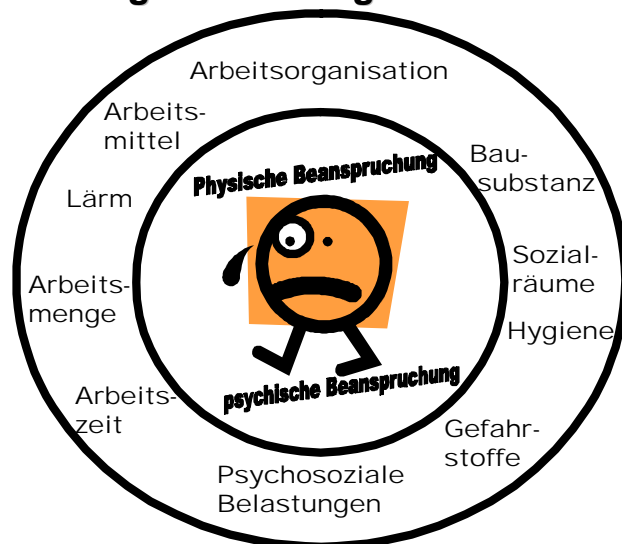 Arbeitsorganisation
Arbeits-
mittel
Bau-
substanz
Physische Beanspruchung
Lärm
Sozial-
räume
Arbeits-
menge
Hygiene
psychische Beanspruchung
Arbeits-
zeit
Gefahr-
stoffe
Psychosoziale
Belastungen